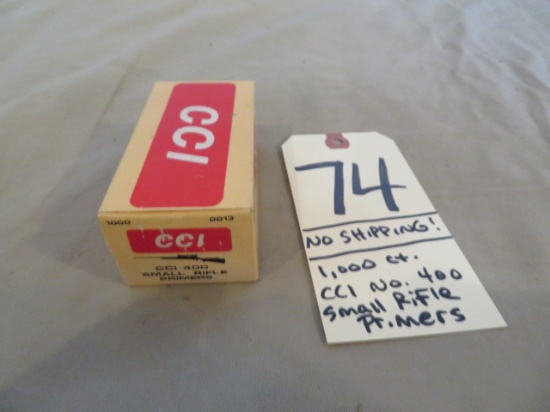 CCI
1000 0013
CCI
CCI 400
SMALL RIFLE
PRIMERS
74
NO SHIPPING!
1,000 ct.
CCI No. 400
Small Rifle
Primers